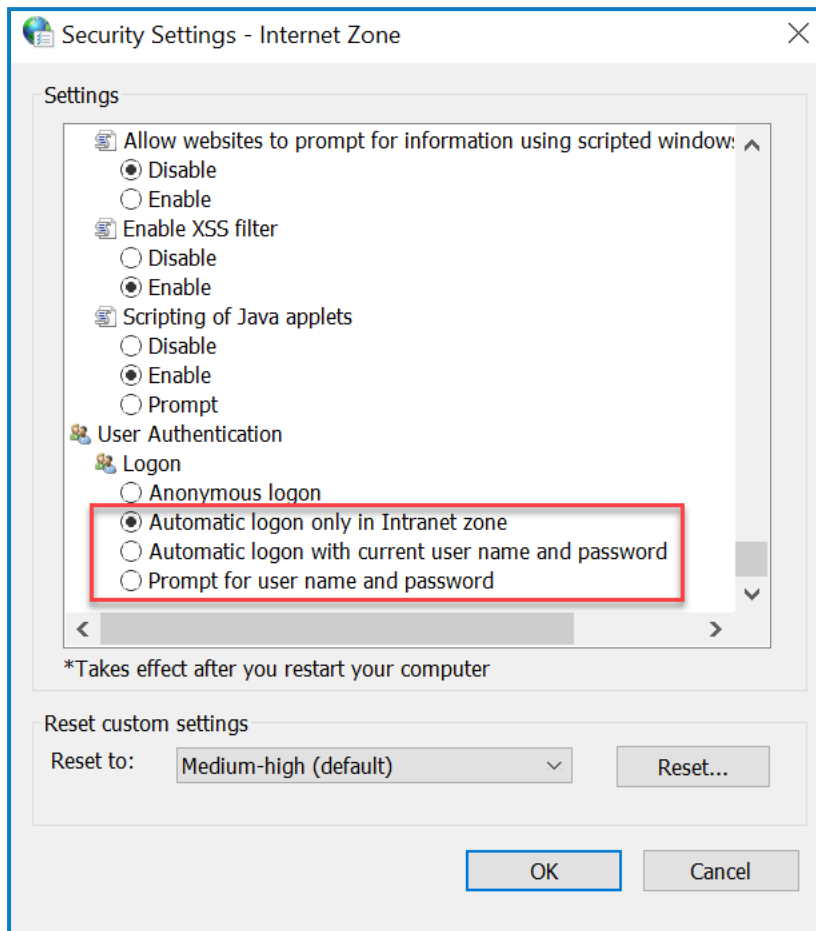 Security Settings - Internet Zone
Settings
Allow websites to prompt for information using scripted window
Disable
Enable
Enable XSS filter
Disable
Enable
Scripting of Java applets
Disable
Enable
Prompt
User Authentication
Logon
Anonymous logon
Automatic logon only in Intranet zone
Automatic logon with current user name and password
Prompt for user name and password
*Takes effect after you restart your computer
Reset custom settings
Reset to:
Medium-high (default)
Reset...
OK
Cancel